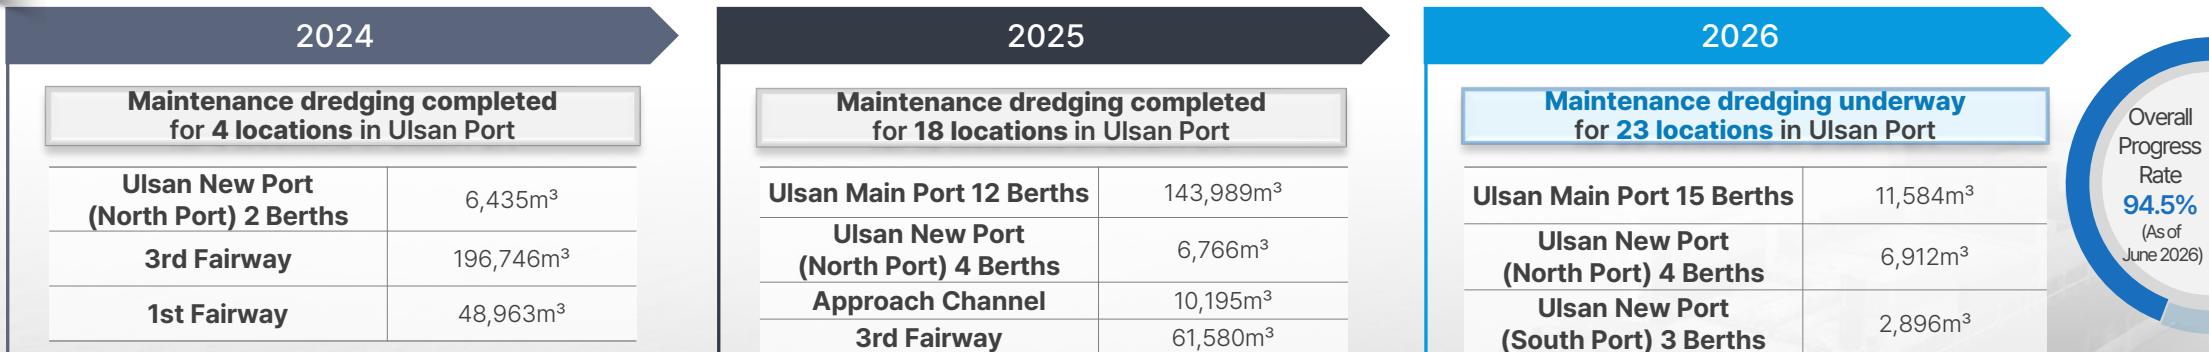 2024
Maintenance dredging completed
for 4 locations in Ulsan Port
Ulsan New Port
(North Port) 2 Berths
6,435m³
3rd Fairway
196,746m³
1st Fairway
48,963m³
2025
Maintenance dredging completed
for 18 locations in Ulsan Port
Ulsan Main Port 12 Berths
143,989m³
Ulsan New Port
(North Port) 4 Berths
6,766m³
Approach Channel
10,195m³
3rd Fairway
61,580m³
2026
Maintenance dredging underway
for 23 locations in Ulsan Port
Ulsan Main Port 15 Berths
11,584m³
Ulsan New Port
(North Port) 4 Berths
6,912m³
Ulsan New Port
(South Port) 3 Berths
2,896m³
Overall
Progress
Rate
94.5%
(As of
June 2026)